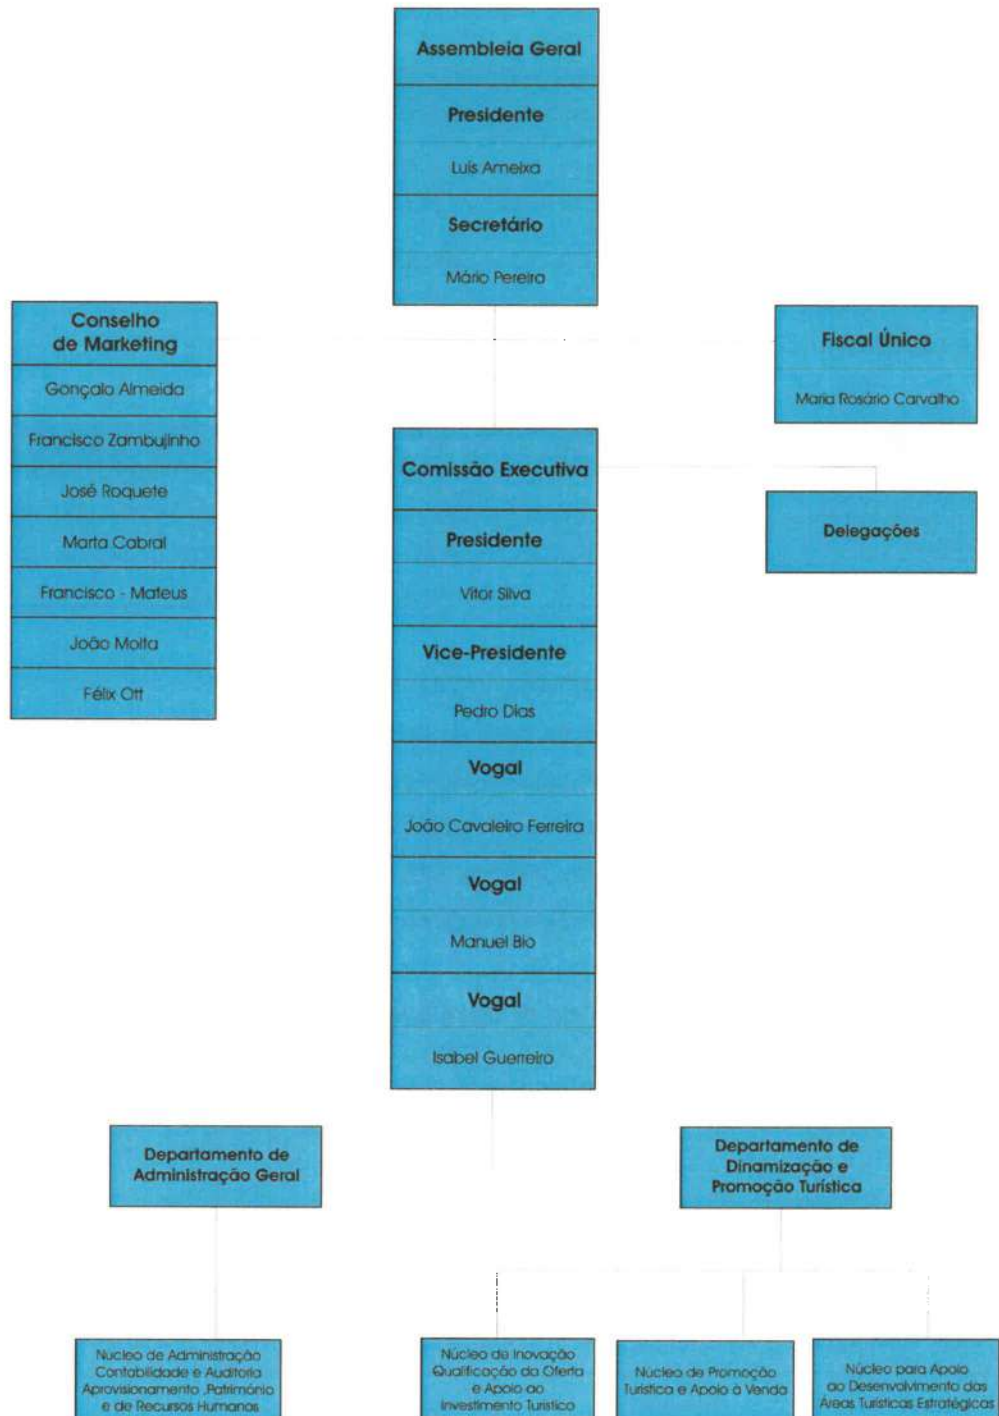 Assembleia Geral
Presidente
Luís Ameixa
Secretário
Mário Pereira
Conselho
de Marketing
Gonçalo Almeida
Francisco Zambujinho
José Roquete
Marta Cabral
Francisco - Mateus
João Moita
Félix Ott
Fiscal Único
Maria Rosário Carvalho
Comissão Executiva
Presidente
Vitor Silva
Vice-Presidente
Pedro Dias
Vogal
João Cavaleiro Ferreira
Vogal
Manuel Bio
Vogal
Isabel Guerreiro
Delegações
Departamento de
Administração Geral
Departamento de
Dinamização e
Promoção Turística
Nucleo de Administração
Contabilidade e Auditoria
Aprovisionamento ,Património
e de Recursos Humanos
Núcleo de Inovação
Qualificação da Oferta
e Apoio ao
Investimento Turístico
Núcleo de Promoção
Turística e Apoio à Venda
Núcleo para Apoio
ao Desenvolvimento das
Áreas Turísticas Estratégicas